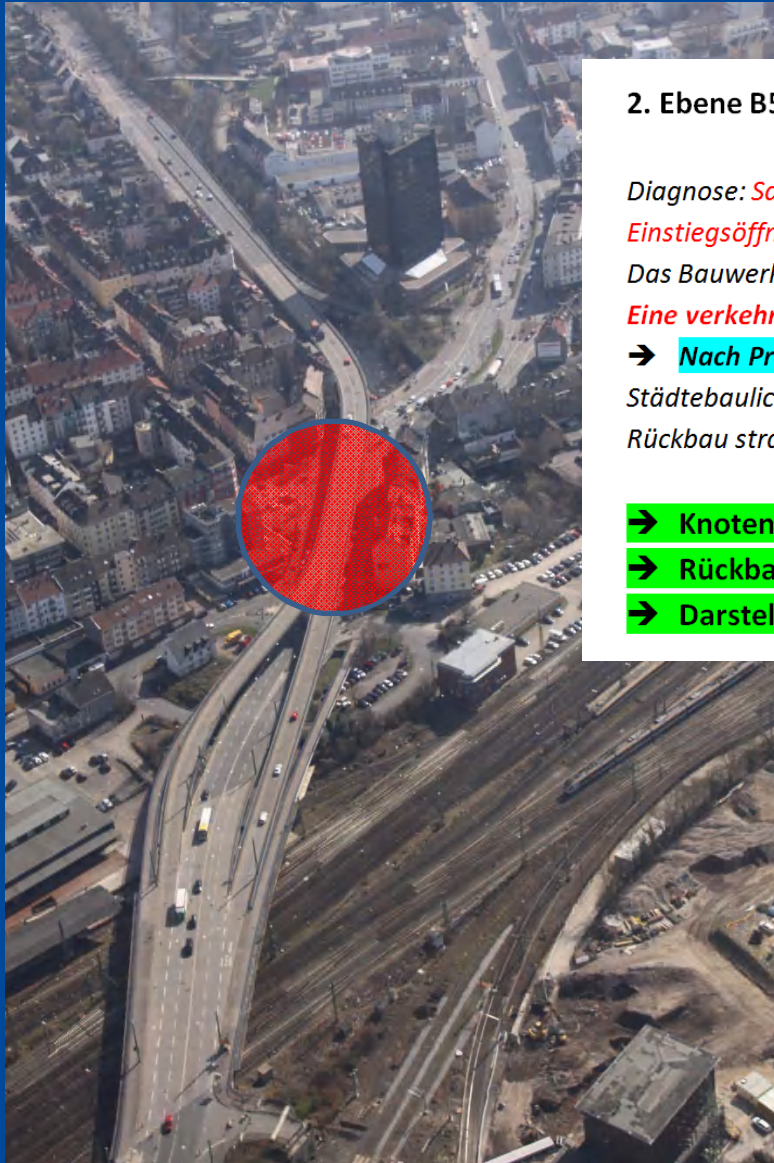 2. Ebene B5
Diagnose: Sa
Einstiegsöffn
Das Bauwerk
Eine verkehr
➔ Nach Pr
Städtebaulic
Rückbau stra
➔ Knoten
➔ Rückba
➔ Darstel